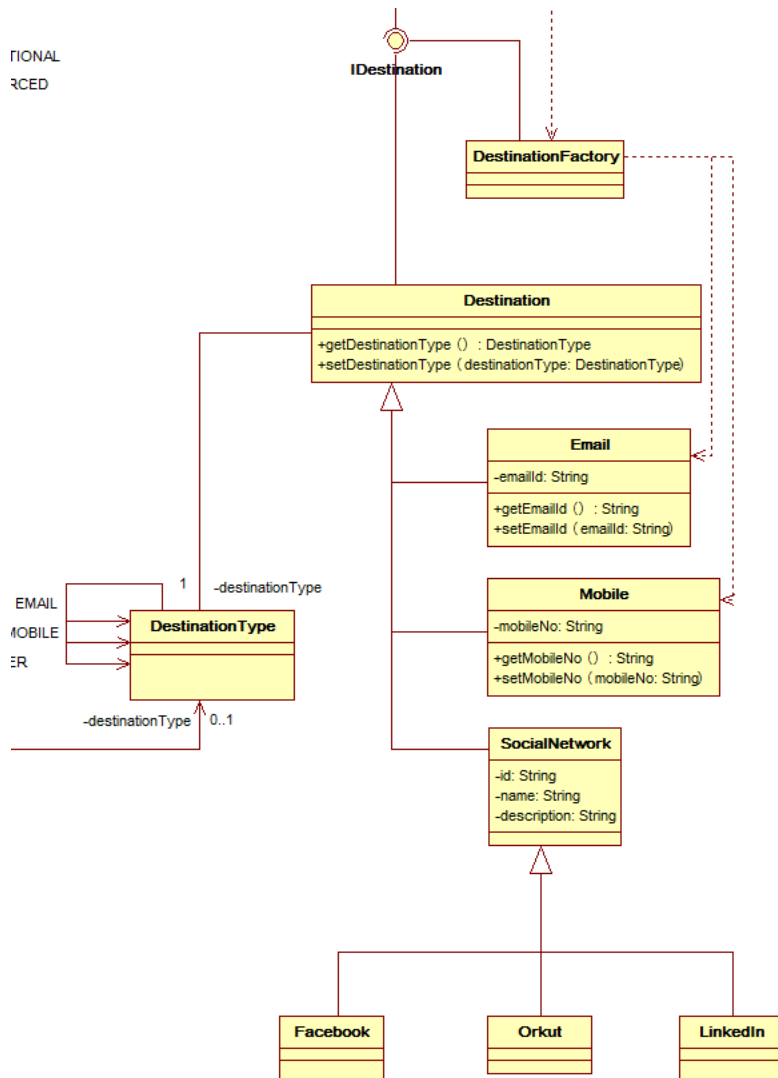 TIONAL
RCED
IDestination
DestinationFactory
Destination
+getDestinationType () : DestinationType
+setDestinationType (destinationType: DestinationType)
Email
-emailId: String
+getEmailId () : String
+setEmailId (emailId: String)
1
-destinationType
EMAIL
MOBILE
ER
DestinationType
-destinationType
0..1
Mobile
-mobileNo: String
+getMobileNo () : String
+setMobileNo (mobileNo: String)
SocialNetwork
-id: String
-name: String
-description: String
Facebook
Orkut
LinkedIn